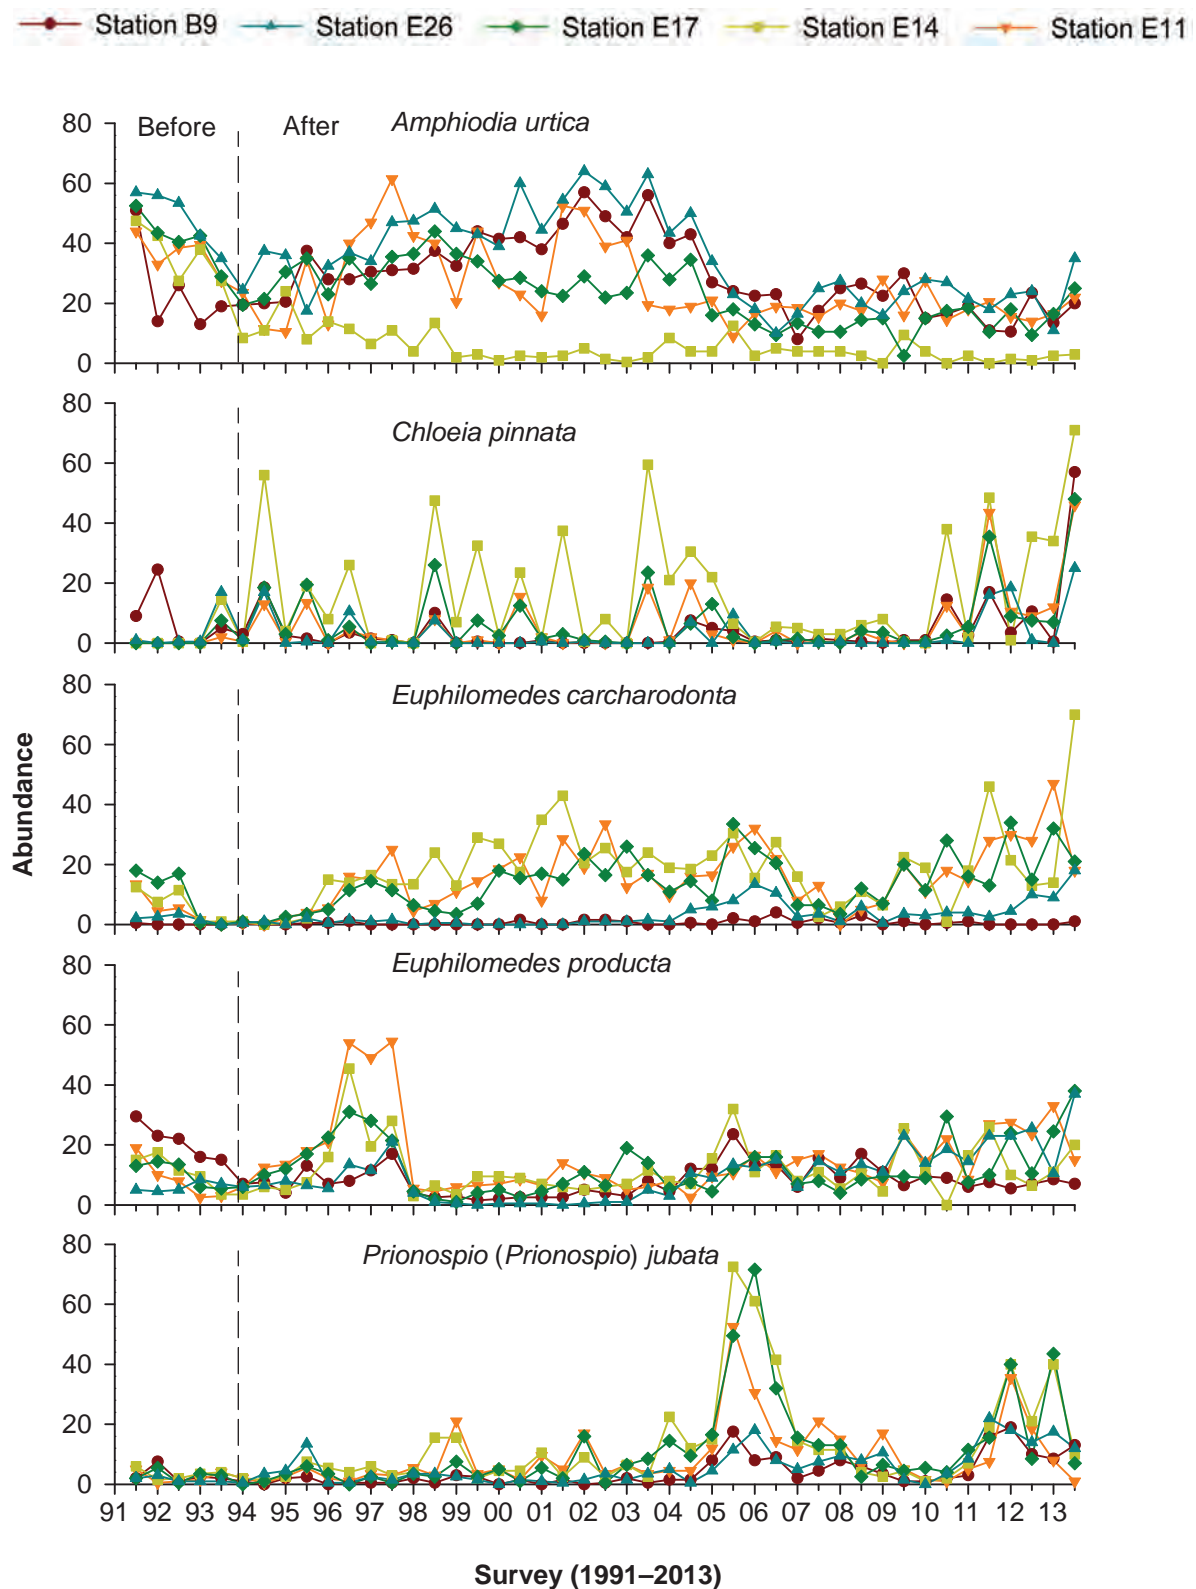 Station B9 Station E26 Station E17 Station E14 Station E11
Before After Amphiodia urtica
80
60
40
20
0
Chloeia pinnata
80
60
40
20
0
Euphilomedes carcharodonta
80
60
40
20
0
Abundance
Euphilomedes producta
80
60
40
20
0
Prionospio (Prionospio) jubata
80
60
40
20
0
91 92 93 94 95 96 97 98 99 00 01 02 03 04 05 06 07 08 09 10 11 12 13
Survey (1991–2013)